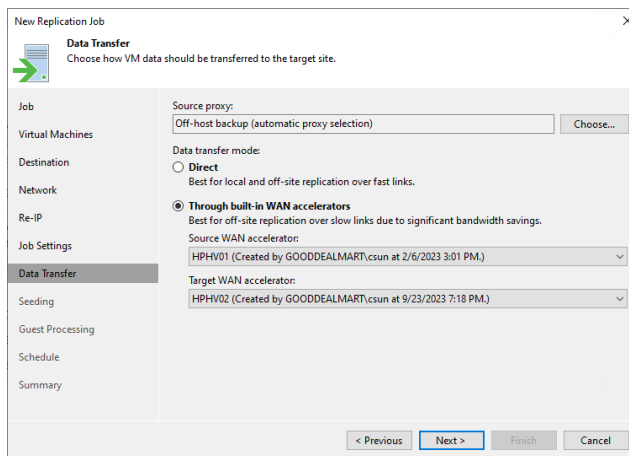 New Replication Job
Data Transfer
Choose how VM data should be transferred to the target site.
Job
Virtual Machines
Destination
Network
Re-IP
Job Settings
Data Transfer
Seeding
Guest Processing
Schedule
Summary
Source proxy:
Off-host backup (automatic proxy selection)
Choose...
Data transfer mode:
Direct
Best for local and off-site replication over fast links.
Through built-in WAN accelerators
Best for off-site replication over slow links due to significant bandwidth savings.
Source WAN accelerator:
HPHV01 (Created by GOODDEALMART\csun at 2/6/2023 3:01 PM.)
Target WAN accelerator:
HPHV02 (Created by GOODDEALMART\csun at 9/23/2023 7:18 PM.)
< Previous
Next >
Finish
Cancel